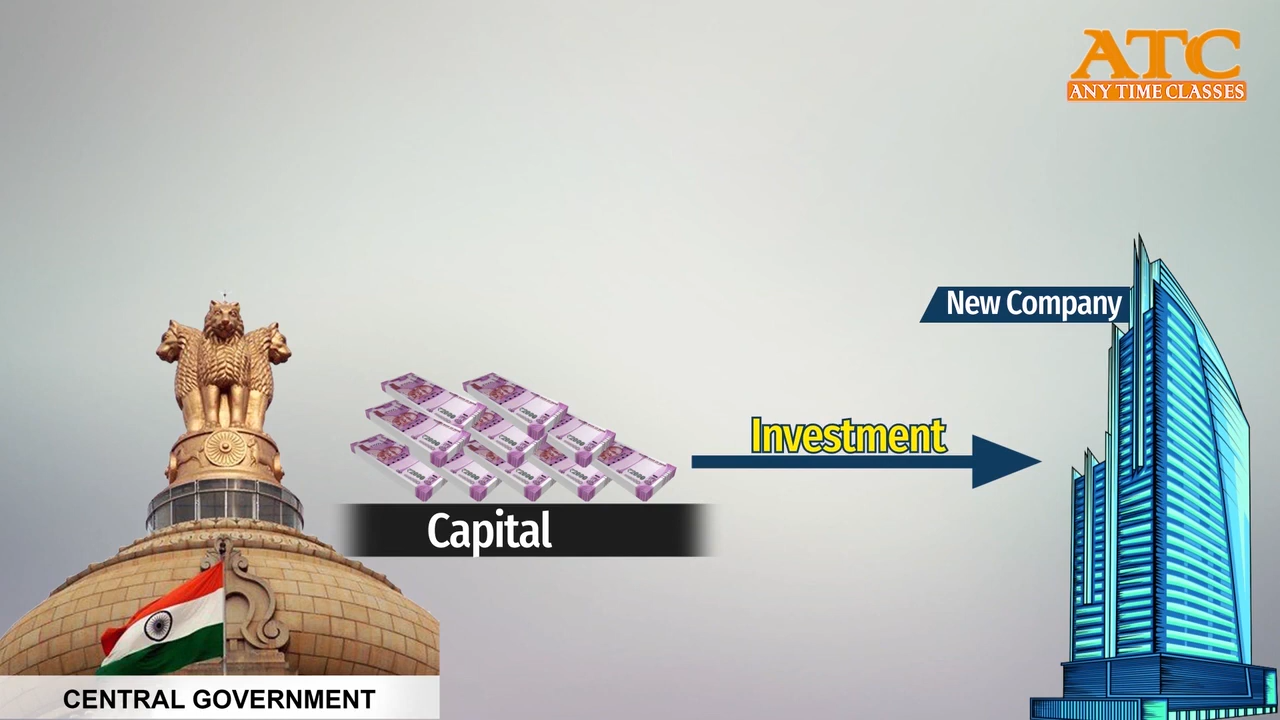 ATC
ANY TIME CLASSES
New Company
Investment
Capital
CENTRAL GOVERNMENT